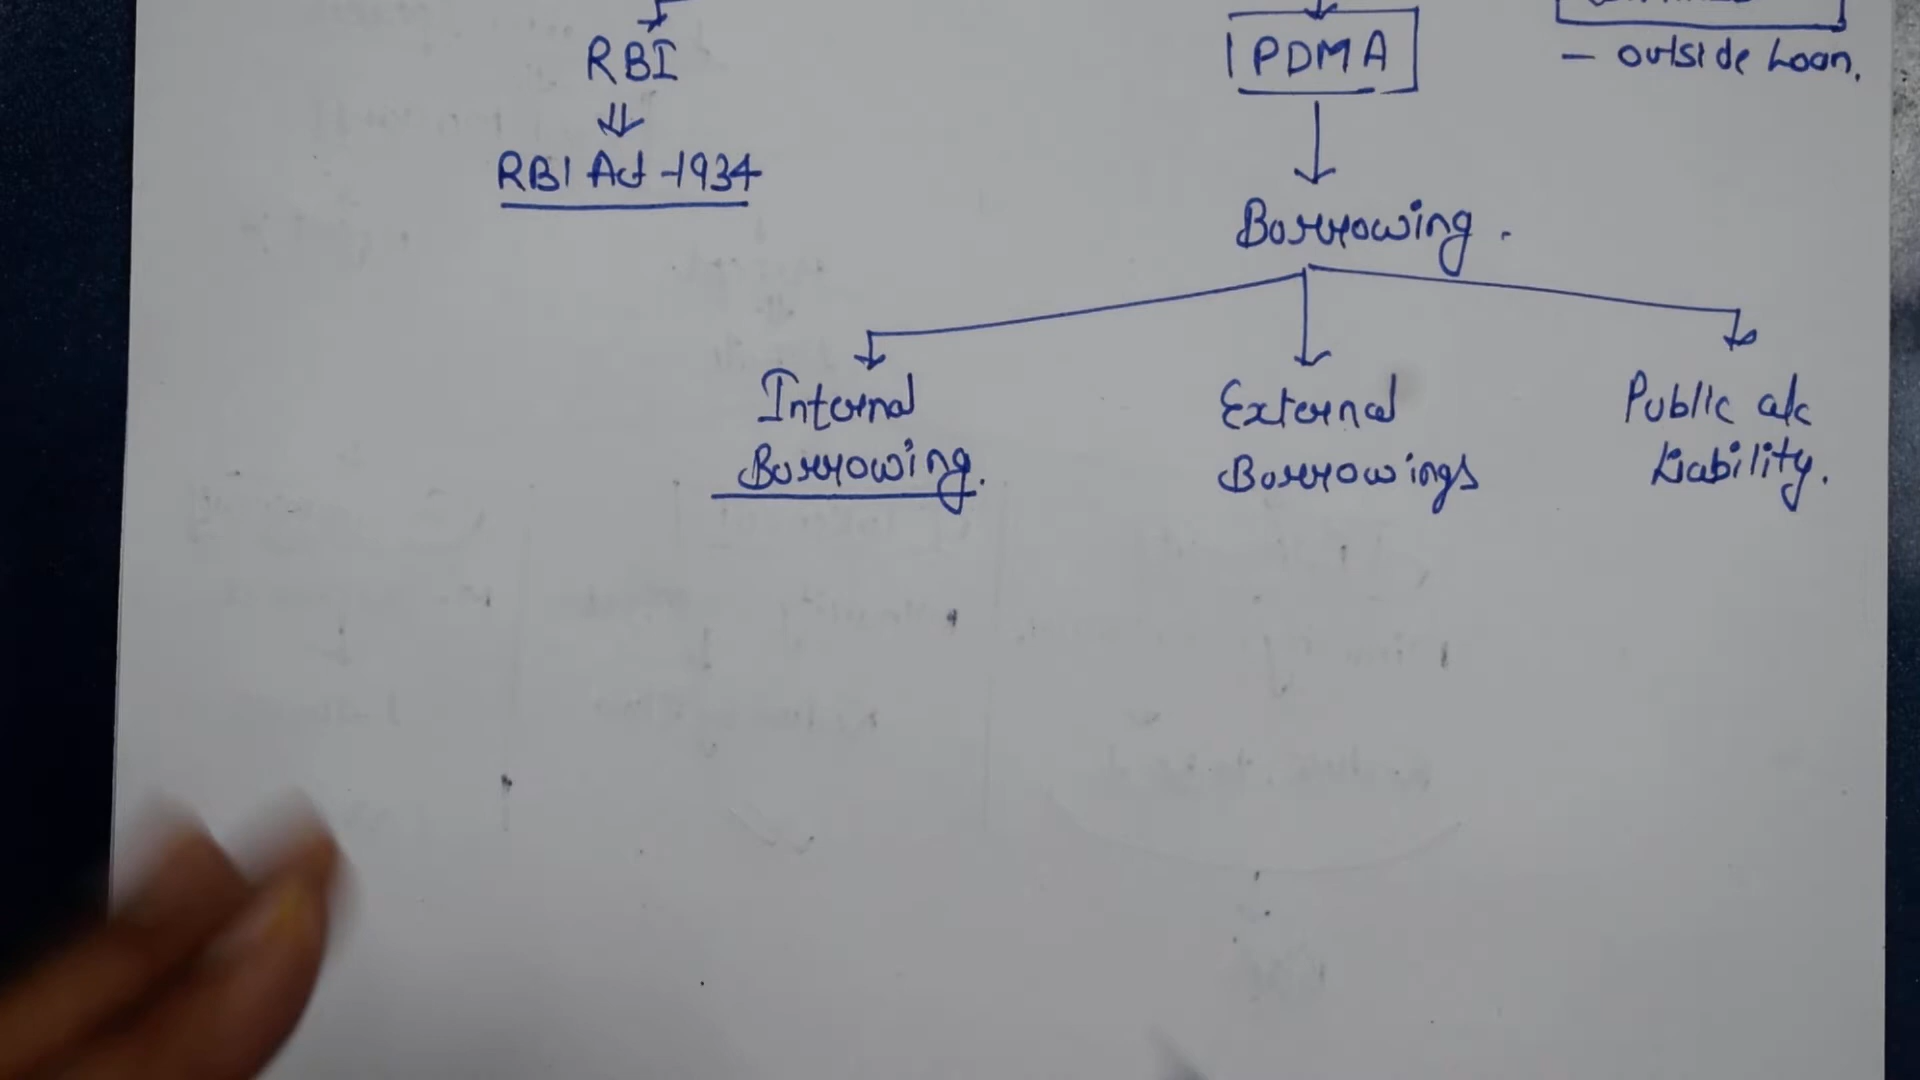 RBI
PDMA
- outside Loan.
RBI Act -1934
Borrowing.
Internal
Borrowing.
External
Borrowings
Public a/c
Liability.